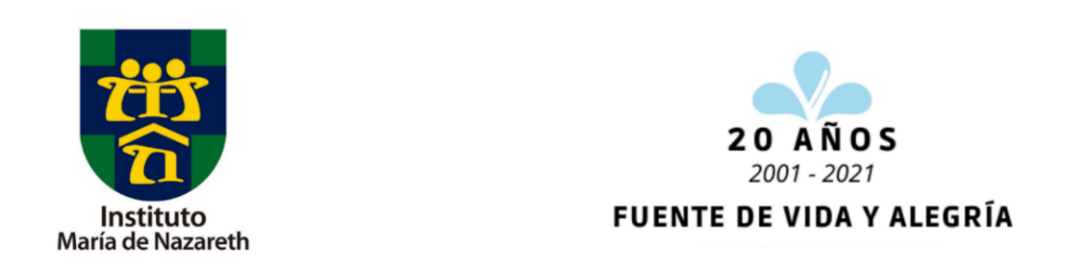 Instituto
María de Nazareth
20 AÑOS
2001 - 2021
FUENTE DE VIDA Y ALEGRÍA